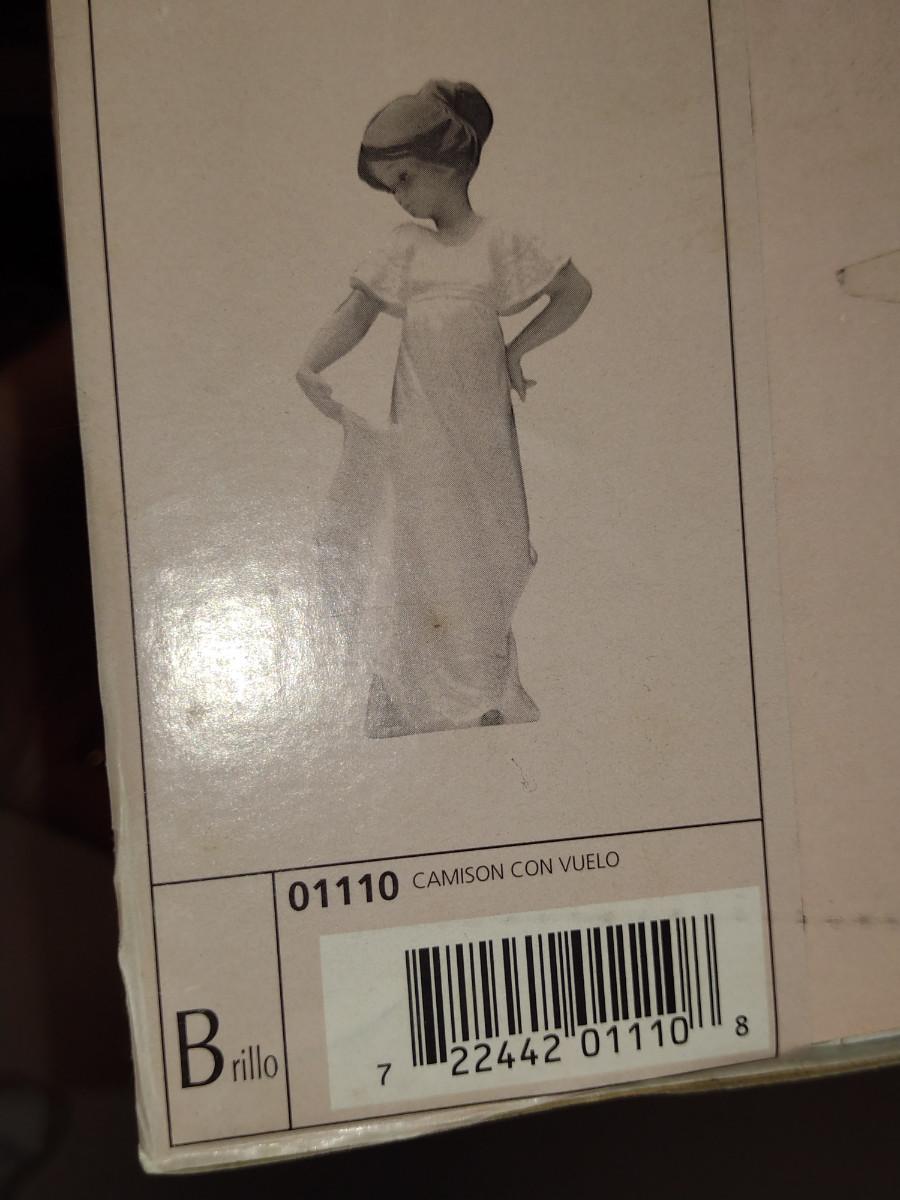 01110 CAMISON CON VUELO
Brillo
7 22442 01110 8